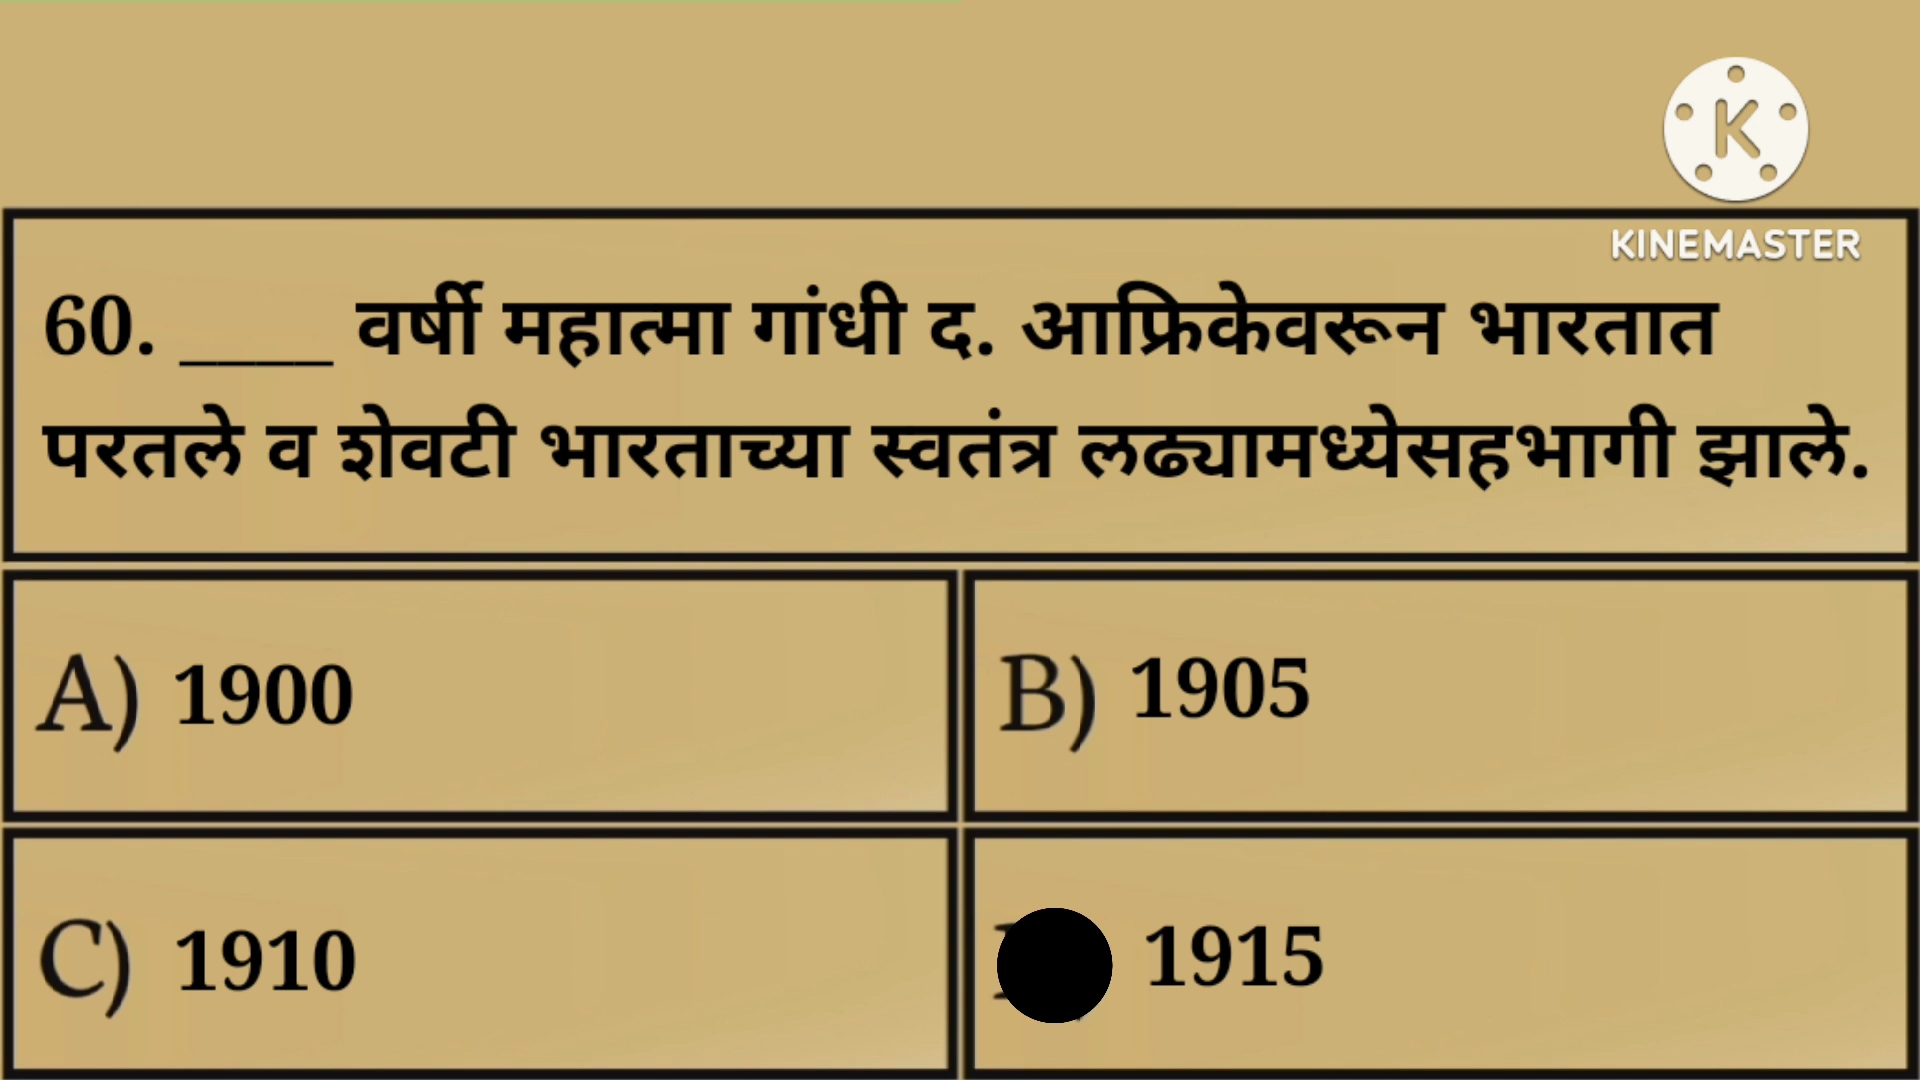 K
KINEMASTER
60. ____ वर्षी महात्मा गांधी द. आफ्रिकेवरून भारतात
परतले व शेवटी भारताच्या स्वतंत्र लढ्यामध्येसहभागी झाले.
A) 1900
B) 1905
C) 1910
1915